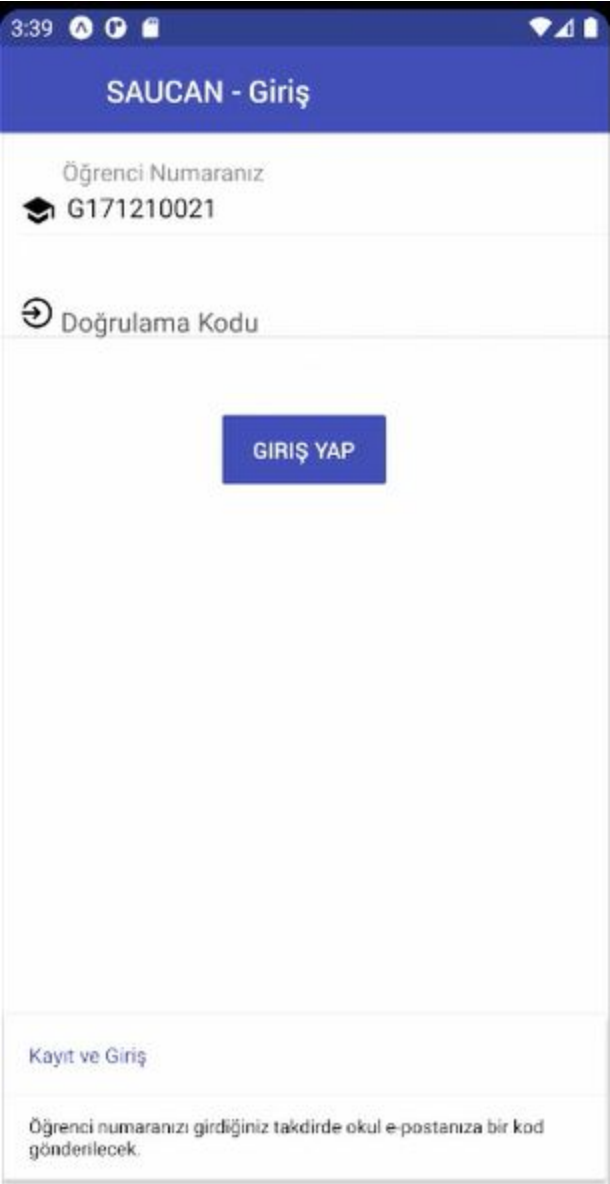 3:39
SAUCAN - Giriş
Öğrenci Numaranız
G171210021
Doğrulama Kodu
GIRIŞ YAP
Kayıt ve Giriş
Öğrenci numaranızı girdiğiniz takdirde okul e-postanıza bir kod
gönderilecek.